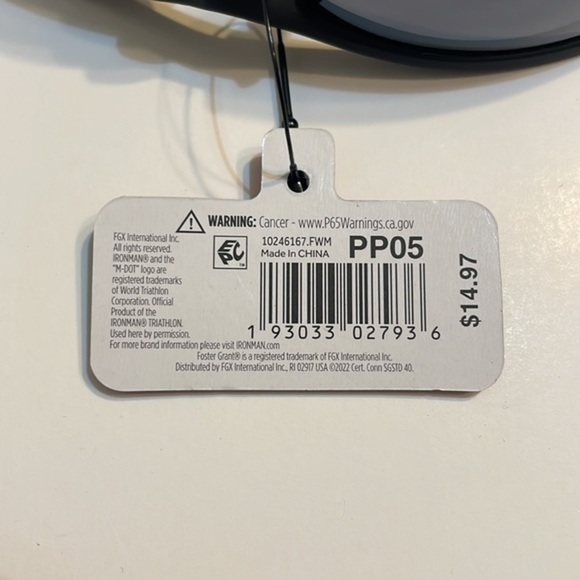 WARNING: Cancer - www.P65Warnings.ca.gov
FGX International Inc.
All rights reserved.
IRONMAN® and the
"M-DOT" logo are
registered trademarks
of World Triathlon
Corporation. Official
Product of the
IRONMAN® TRIATHLON.
Used here by permission.
For more brand information please visit IRONMAN.com
10246167.FWM
Made in CHINA
PP05
1 93033 02793 6
$14.97
Foster Grant® is a registered trademark of FGX International Inc.
Distributed by FGX International Inc., RI 02917 USA ©2022 Cert. Conn SGSTD 40.